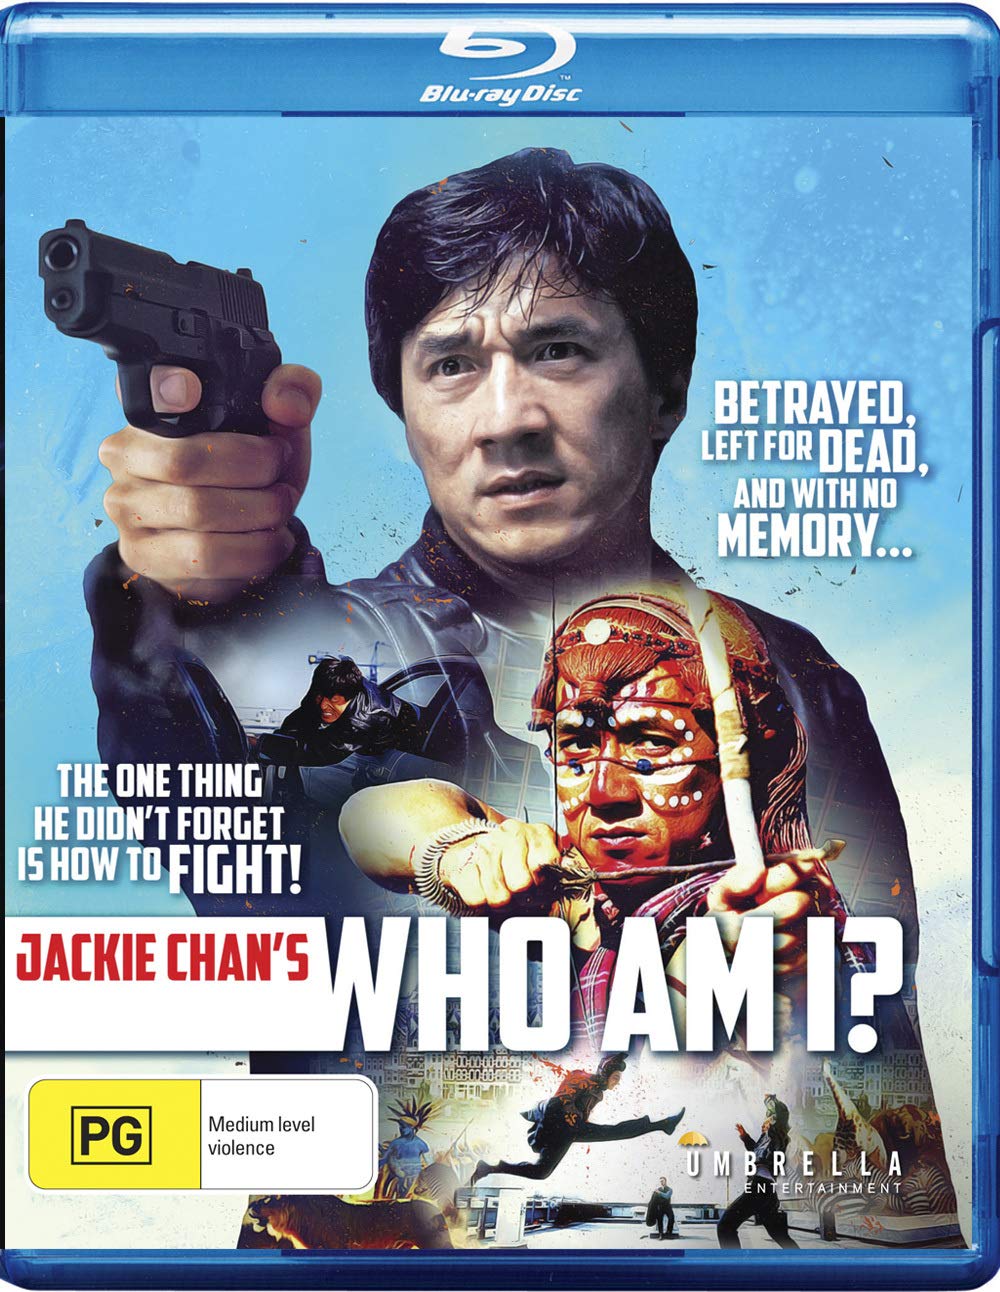 Blu-ray Disc™
BETRAYED,
LEFT FOR DEAD,
AND WITH NO
MEMORY...
THE ONE THING
HE DIDN'T FORGET
IS HOW TO FIGHT!
JACKIE CHAN'S
WHO AM I?
PG
Medium level
violence
UMBRELLA
ENTERTAINMENT